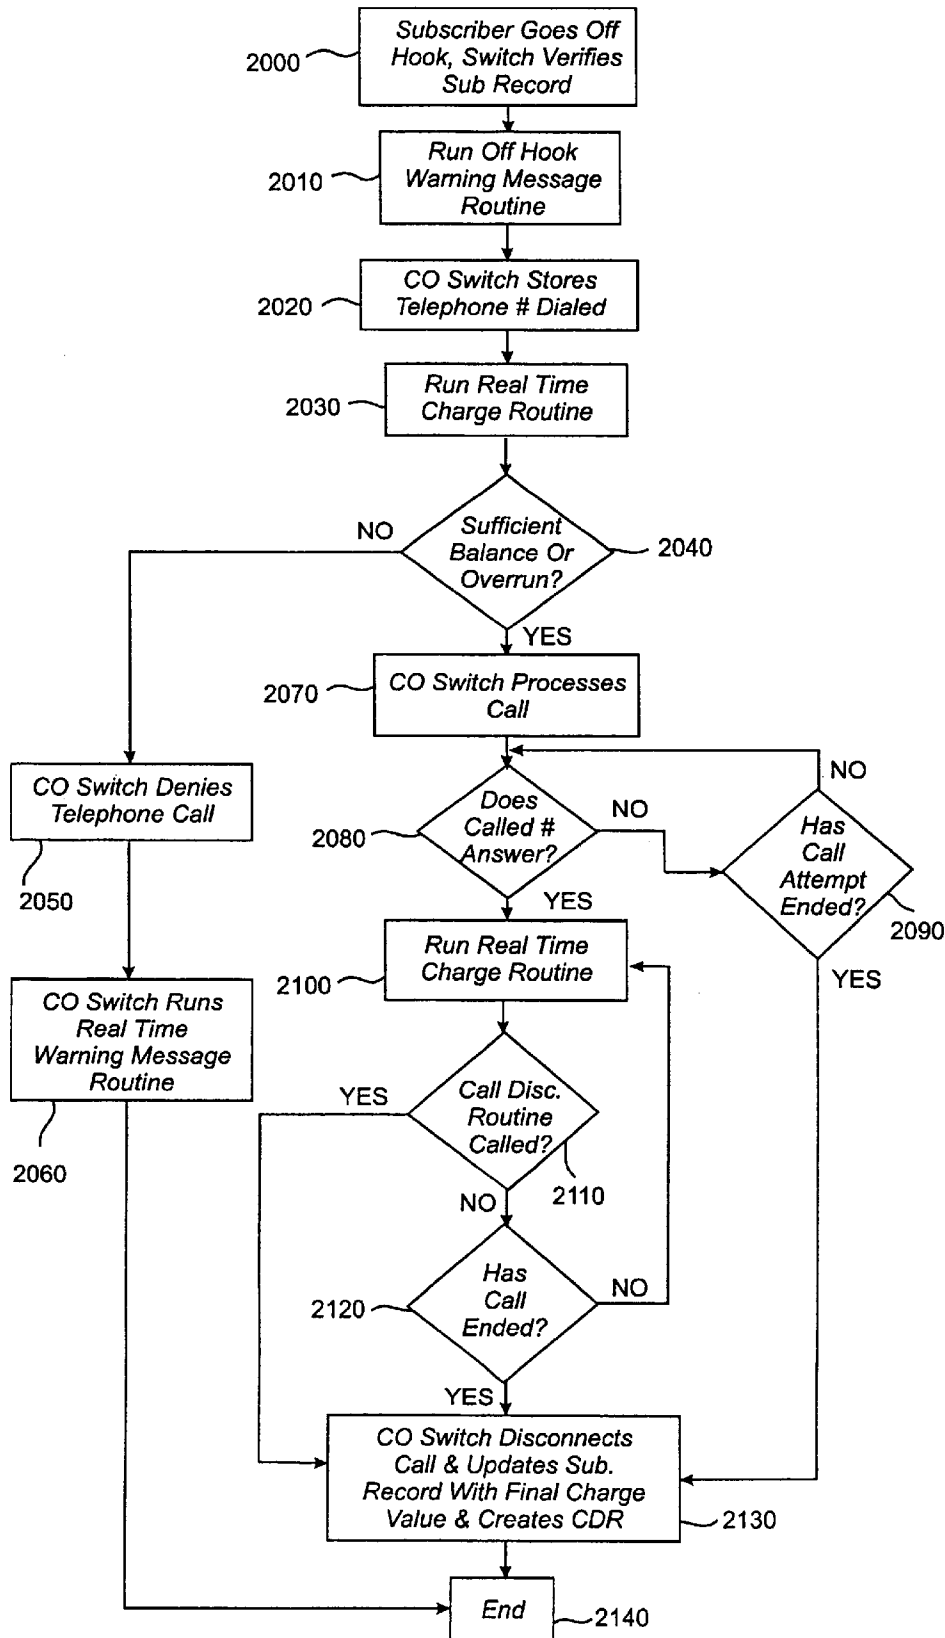 Subscriber Goes Off
Hook, Switch Verifies
Sub Record
2000
Run Off Hook
Warning Message
Routine
2010
CO Switch Stores
Telephone # Dialed
2020
Run Real Time
Charge Routine
2030
Sufficient
Balance Or
Overrun?
2040
NO
YES
CO Switch Processes
Call
2070
CO Switch Denies
Telephone Call
2050
Does
Called #
Answer?
2080
NO
YES
Has
Call
Attempt
Ended?
2090
NO
YES
Run Real Time
Charge Routine
2100
CO Switch Runs
Real Time
Warning Message
Routine
2060
Call Disc.
Routine
Called?
2110
YES
NO
Has
Call
Ended?
2120
NO
YES
CO Switch Disconnects
Call & Updates Sub.
Record With Final Charge
Value & Creates CDR
2130
End
2140